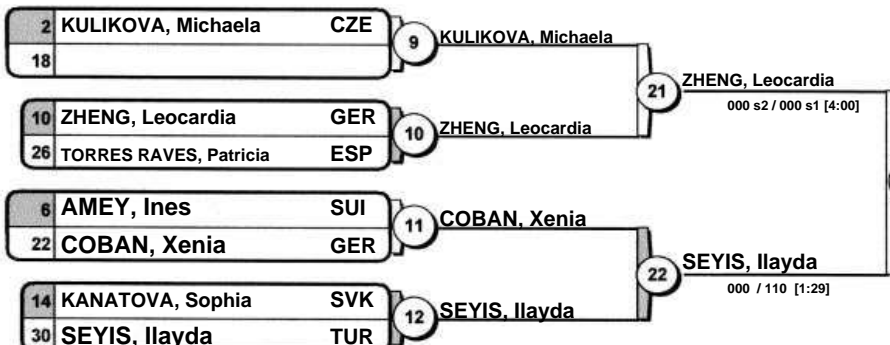 2 KULIKOVA, Michaela CZE
18
9 KULIKOVA, Michaela
10 ZHENG, Leocardia GER
26 TORRES RAVES, Patricia ESP
10 ZHENG, Leocardia
21 ZHENG, Leocardia
000 s2 / 000 s1 [4:00]
6 AMEY, Ines SUI
22 COBAN, Xenia GER
11 COBAN, Xenia
14 KANATOVA, Sophia SVK
30 SEYIS, Ilayda TUR
12 SEYIS, Ilayda
22 SEYIS, Ilayda
000 / 110 [1:29]